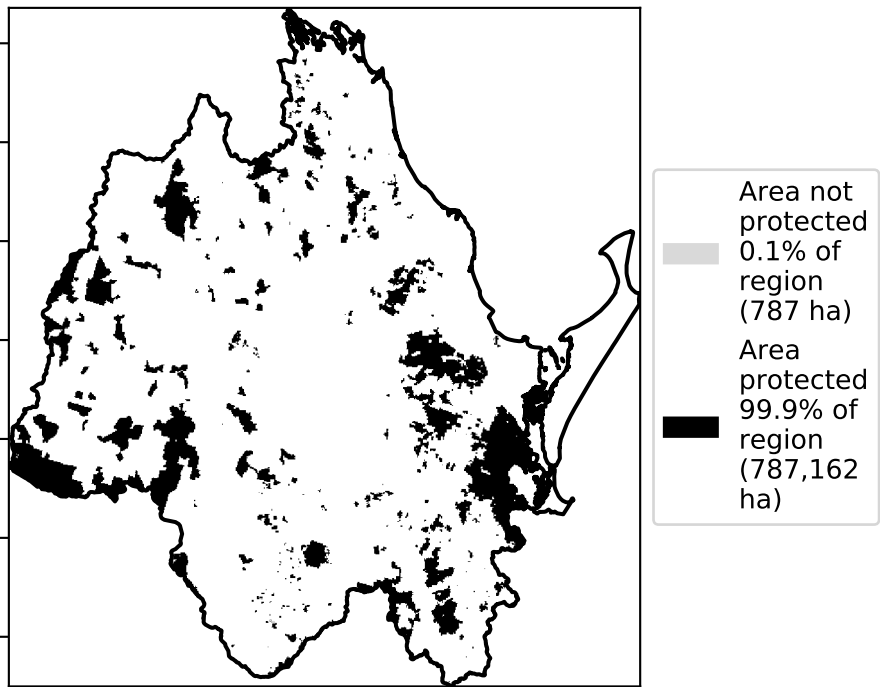 Area not
protected
0.1% of
region
(787 ha)
Area
protected
99.9% of
region
(787,162
ha)